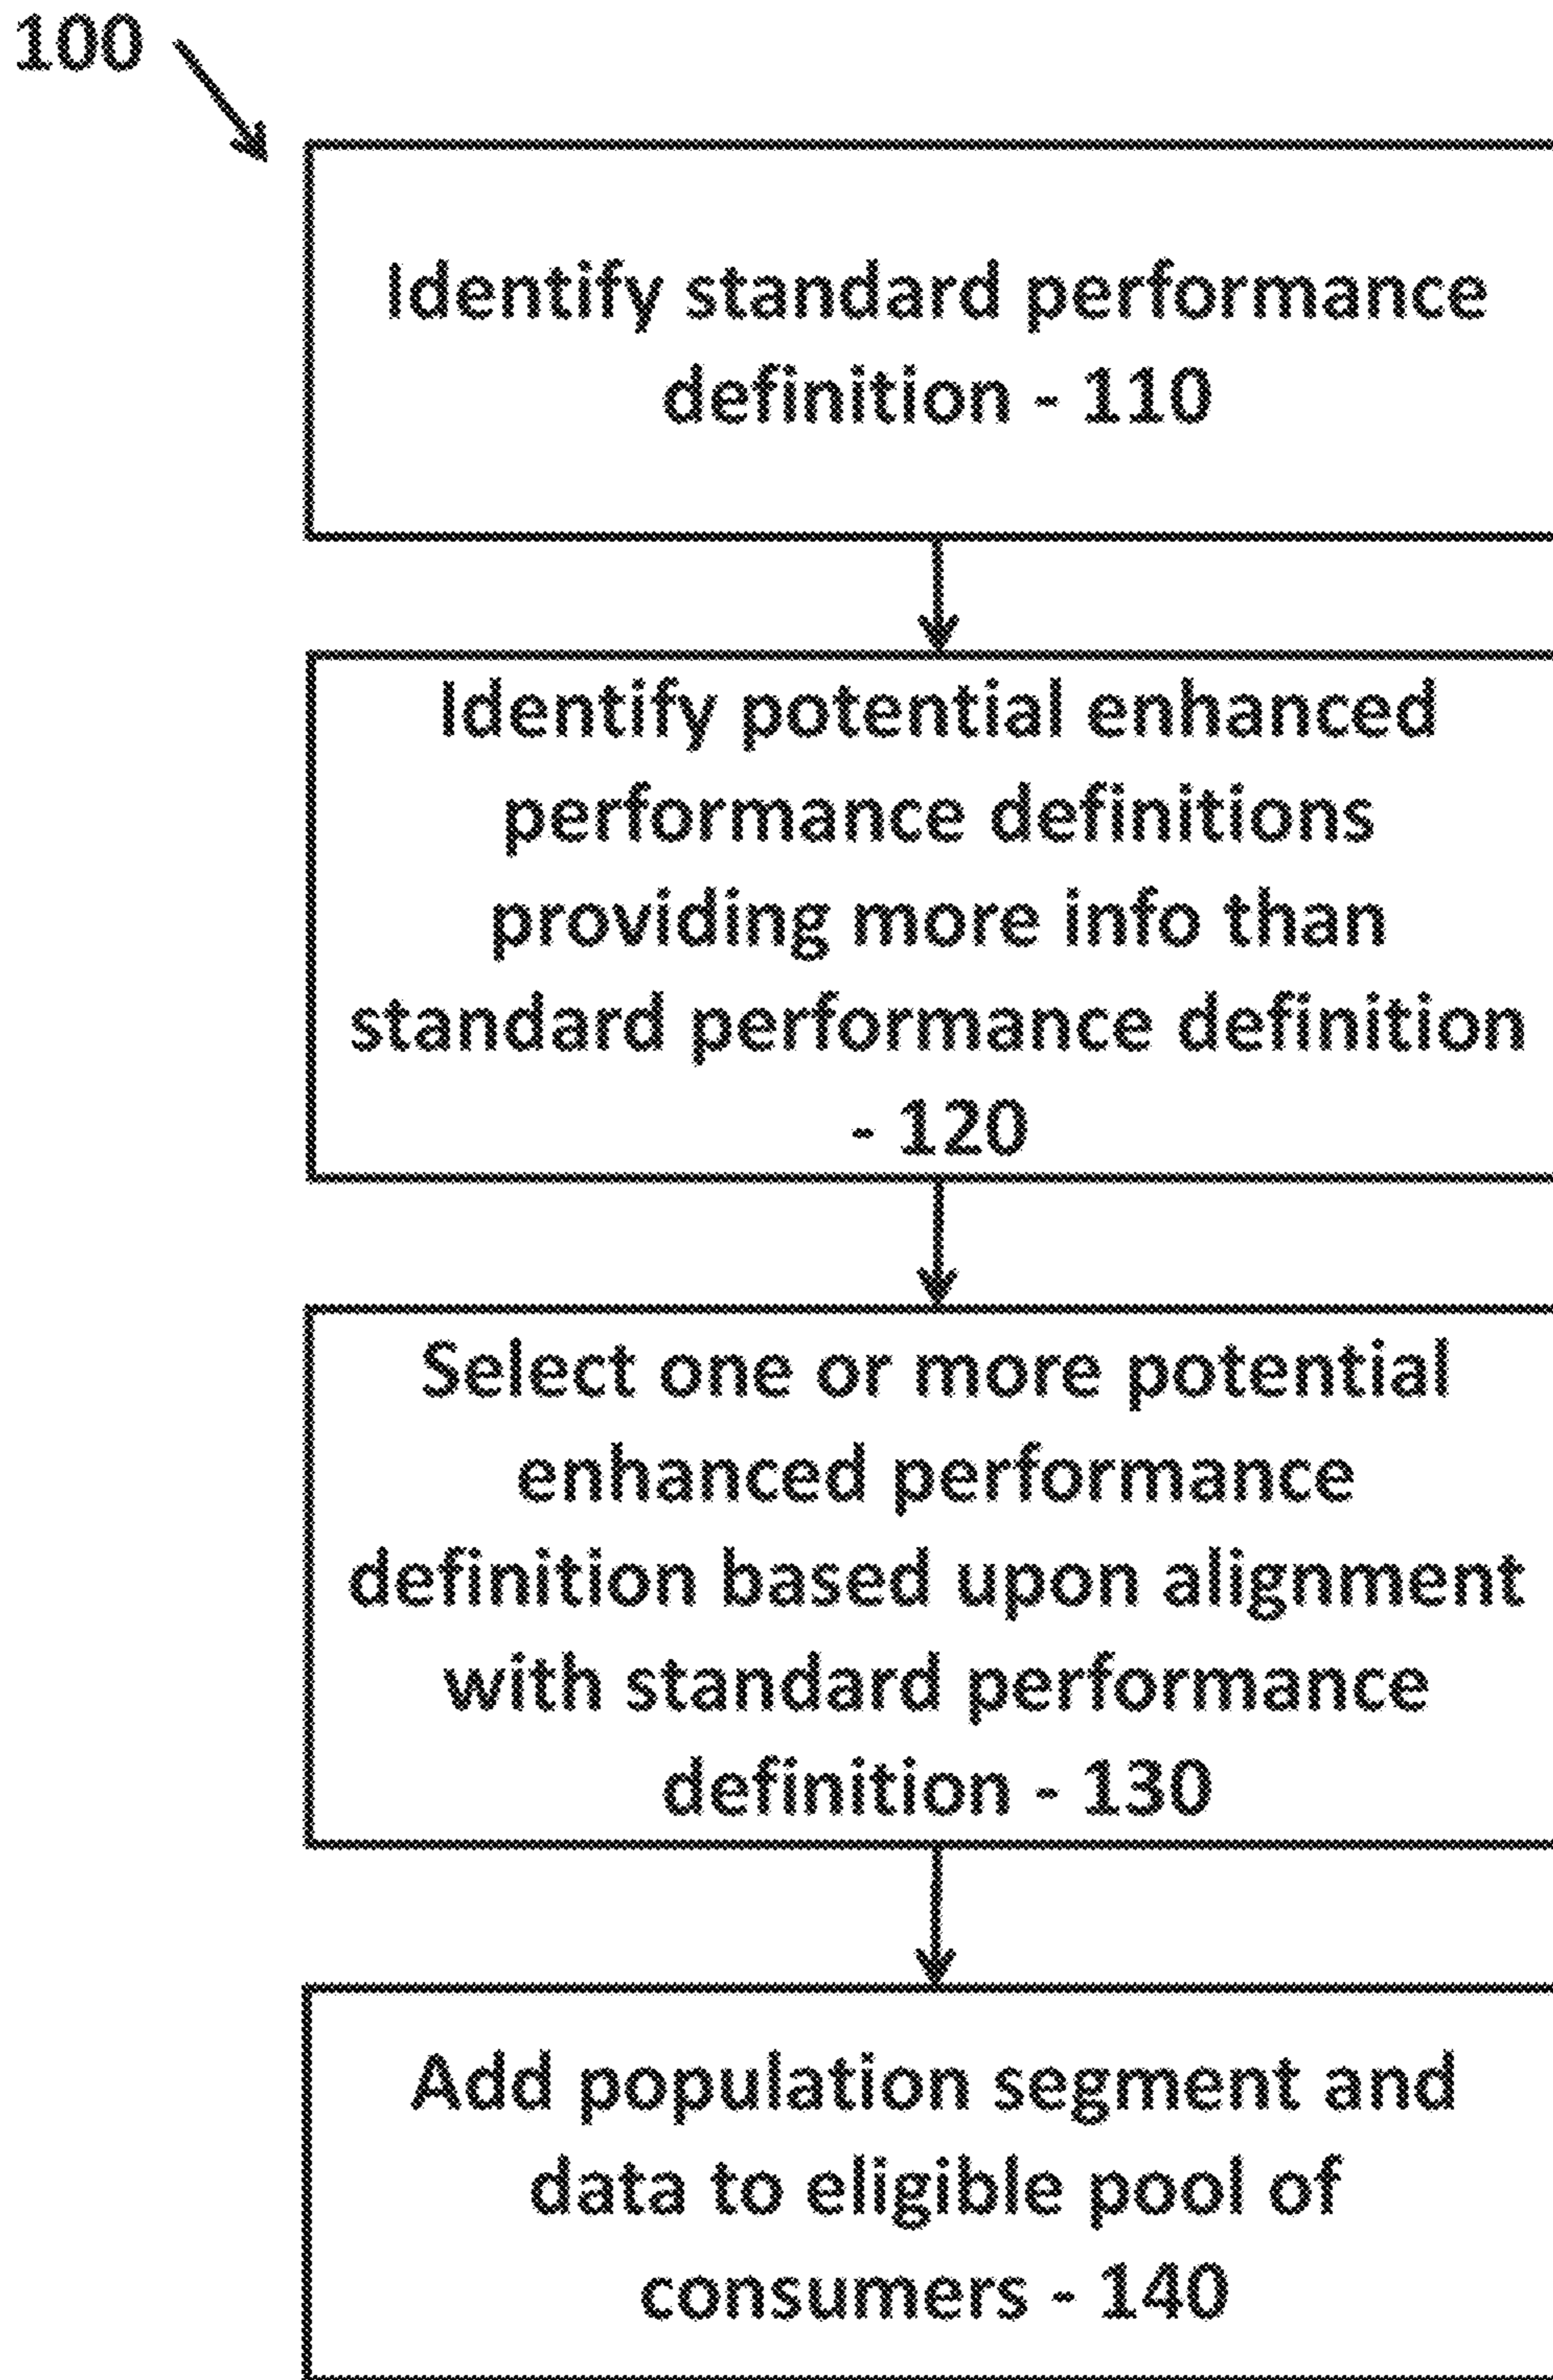 100
Identify standard performance
definition - 110
Identify potential enhanced
performance definitions
providing more info than
standard performance definition
- 120
Select one or more potential
enhanced performance
definition based upon alignment
with standard performance
definition - 130
Add population segment and
data to eligible pool of
consumers - 140